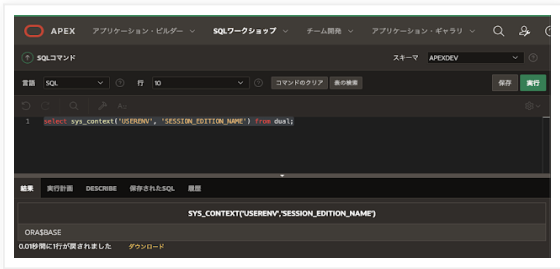 APEX アプリケーション・ビルダー SQLワークショップ チーム開発 アプリケーション・ギャラリ
SQLコマンド スキーマ APEXDEV
言語 SQL 行 10 コマンドのクリア 表の検索 保存 実行
1 select sys_context('USERENV', 'SESSION_EDITION_NAME') from dual;
結果 実行計画 DESCRIBE 保存されたSQL 履歴
SYS_CONTEXT('USERENV','SESSION_EDITION_NAME')
ORA$BASE
0.01秒間に1行が戻されました ダウンロード